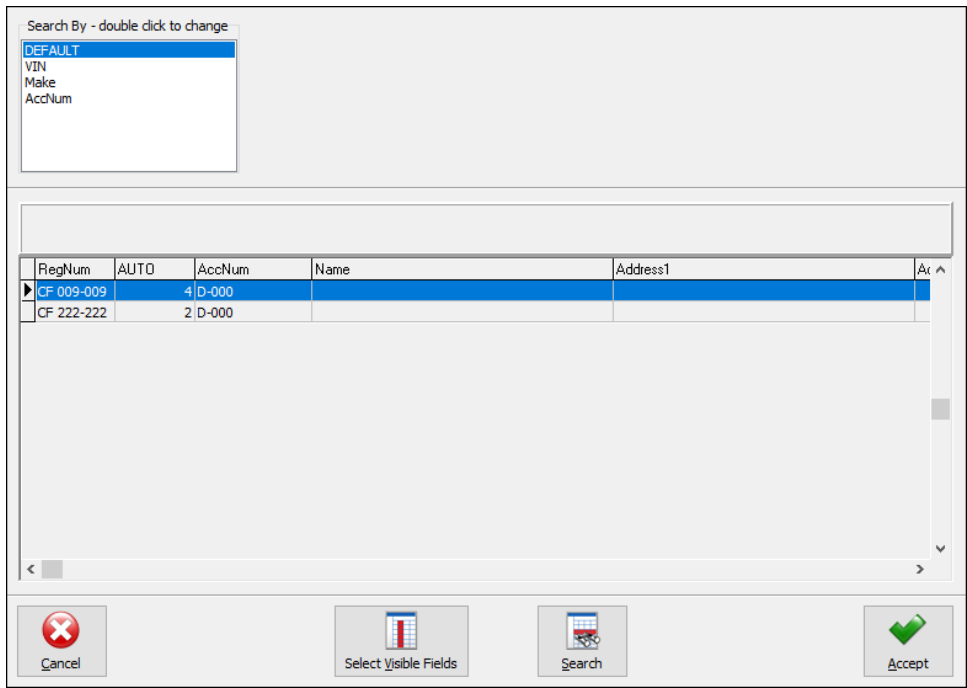 Search By - double click to change
DEFAULT
VIN
Make
AccNum
RegNum AUTO AccNum Name Address1
CF 009-009 4 D-000
CF 222-222 2 D-000
Cancel Select Visible Fields Search Accept